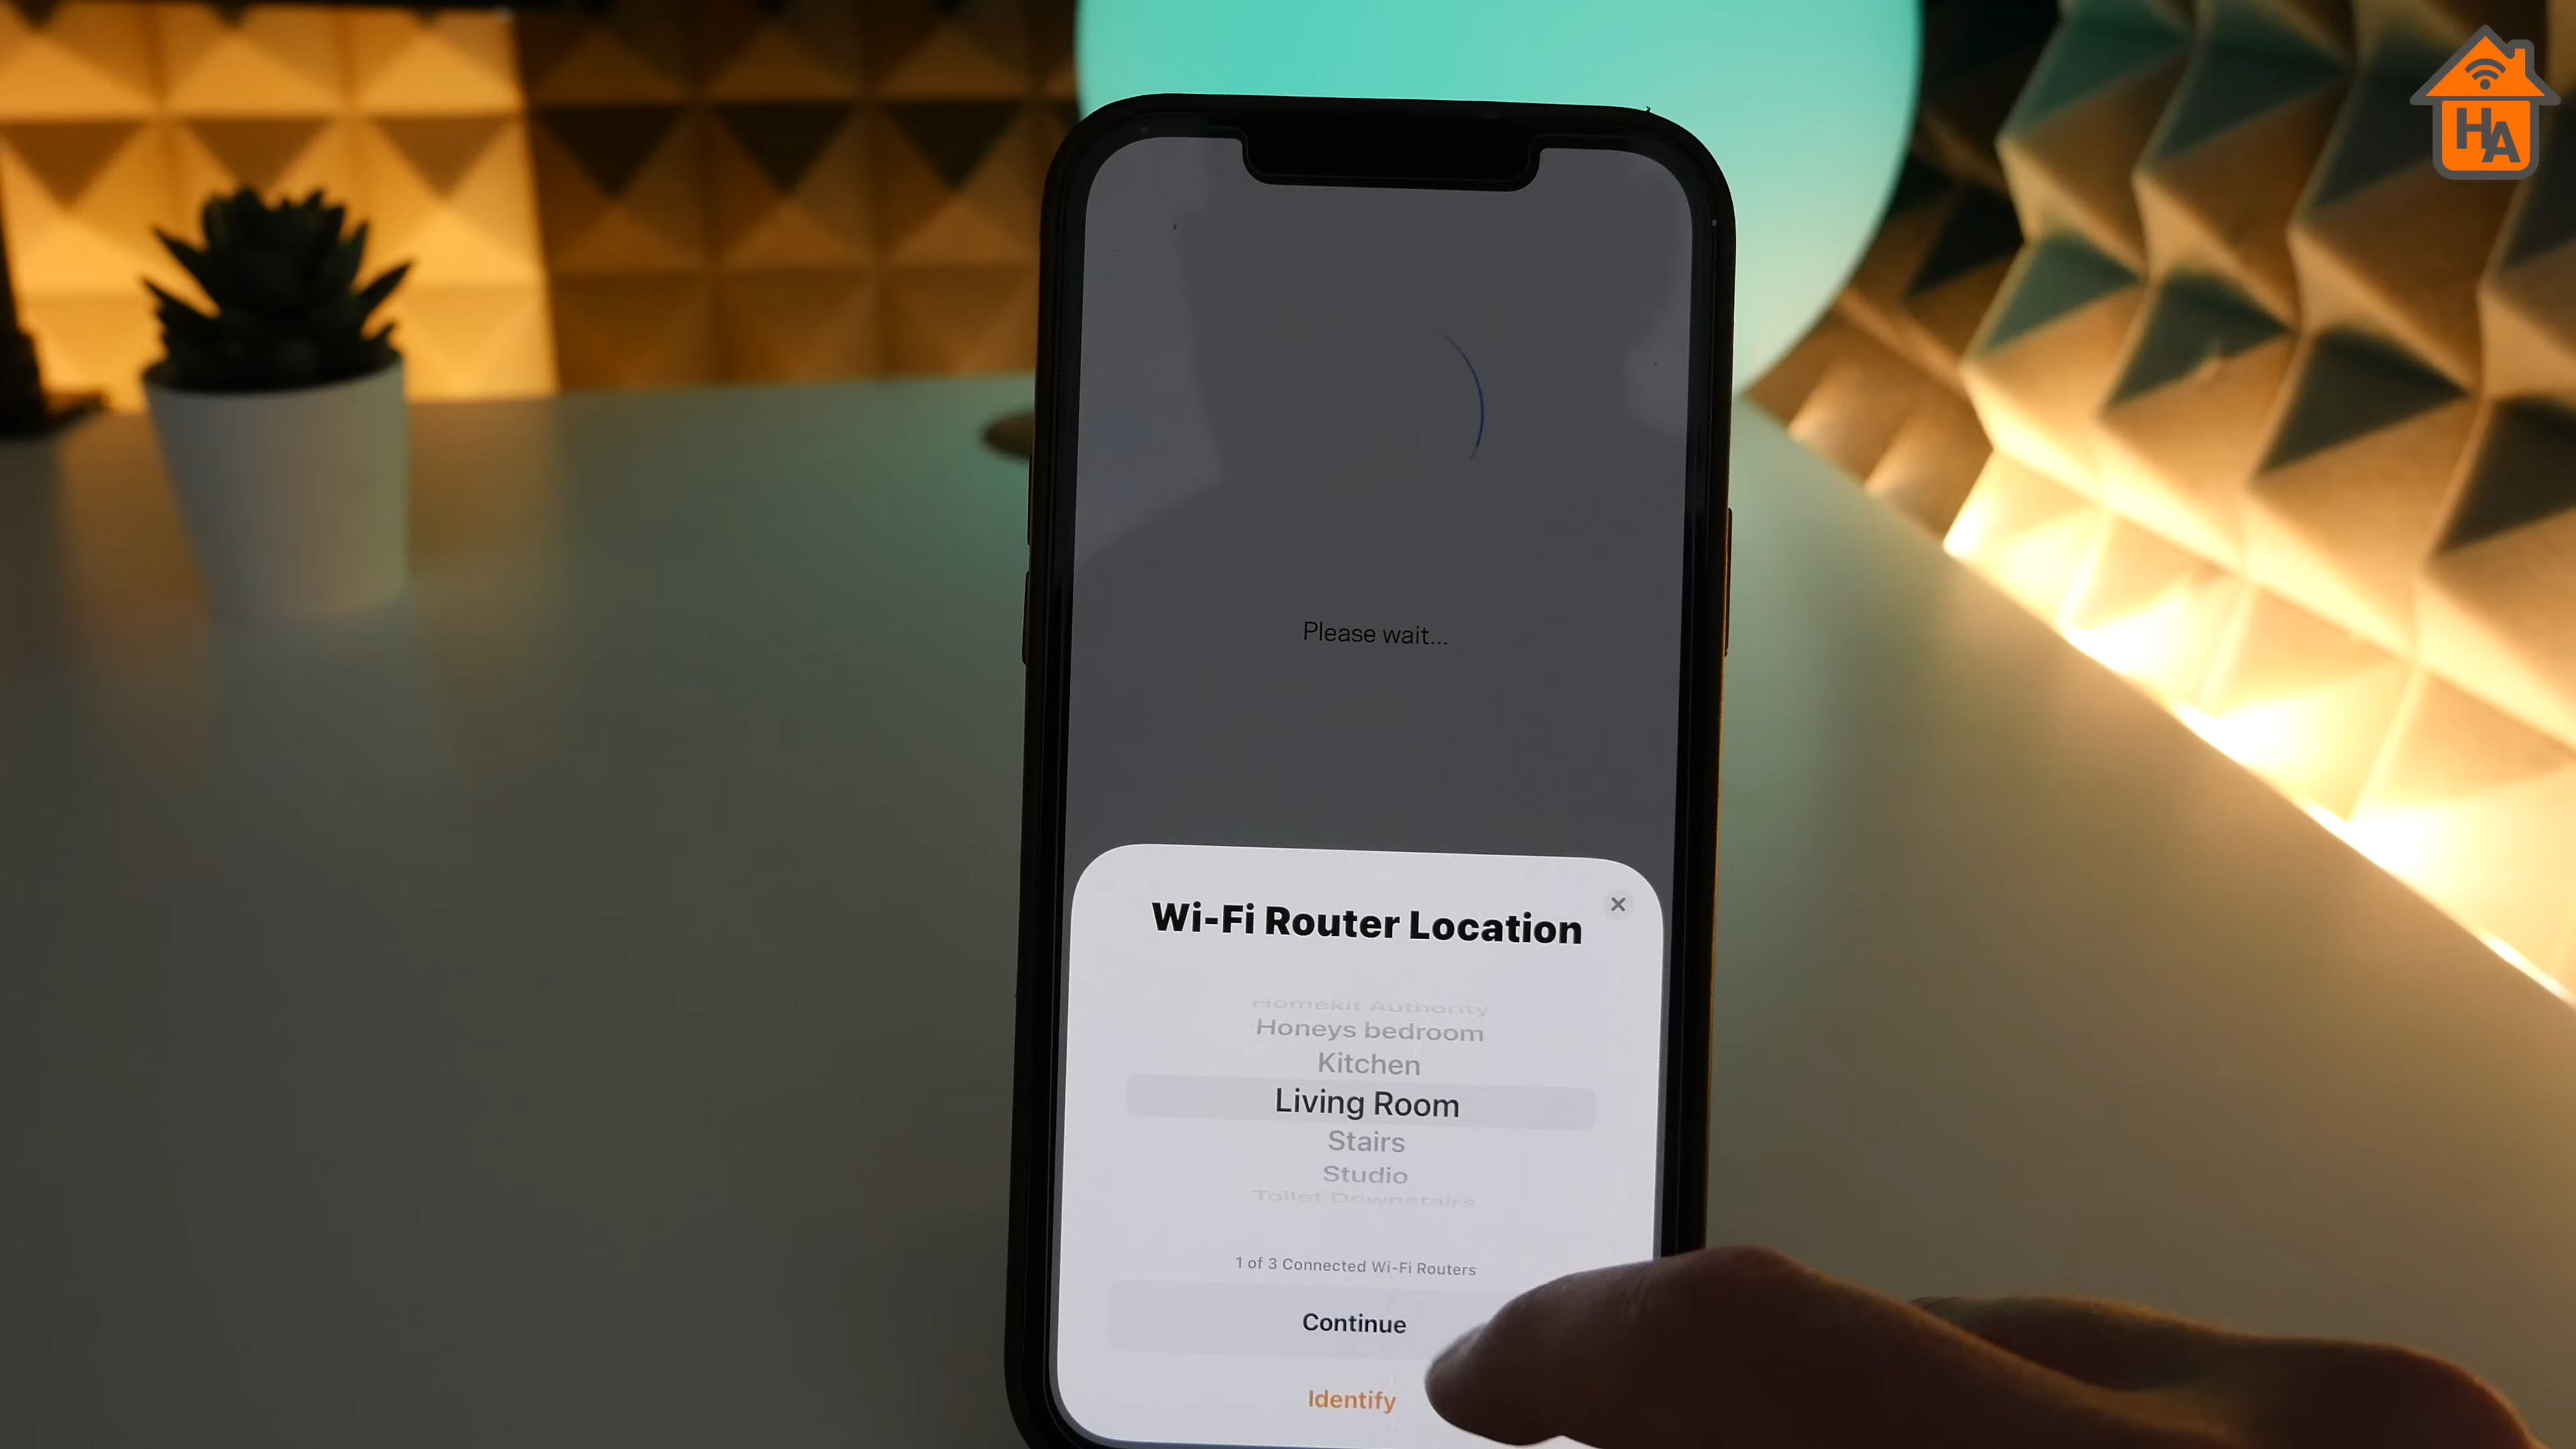 HA
Please wait...
Wi-Fi Router Location
Homekit Authority
Honeys bedroom
Kitchen
Living Room
Stairs
Studio
Toilet Downstairs
1 of 3 Connected Wi-Fi Routers
Continue
Identify